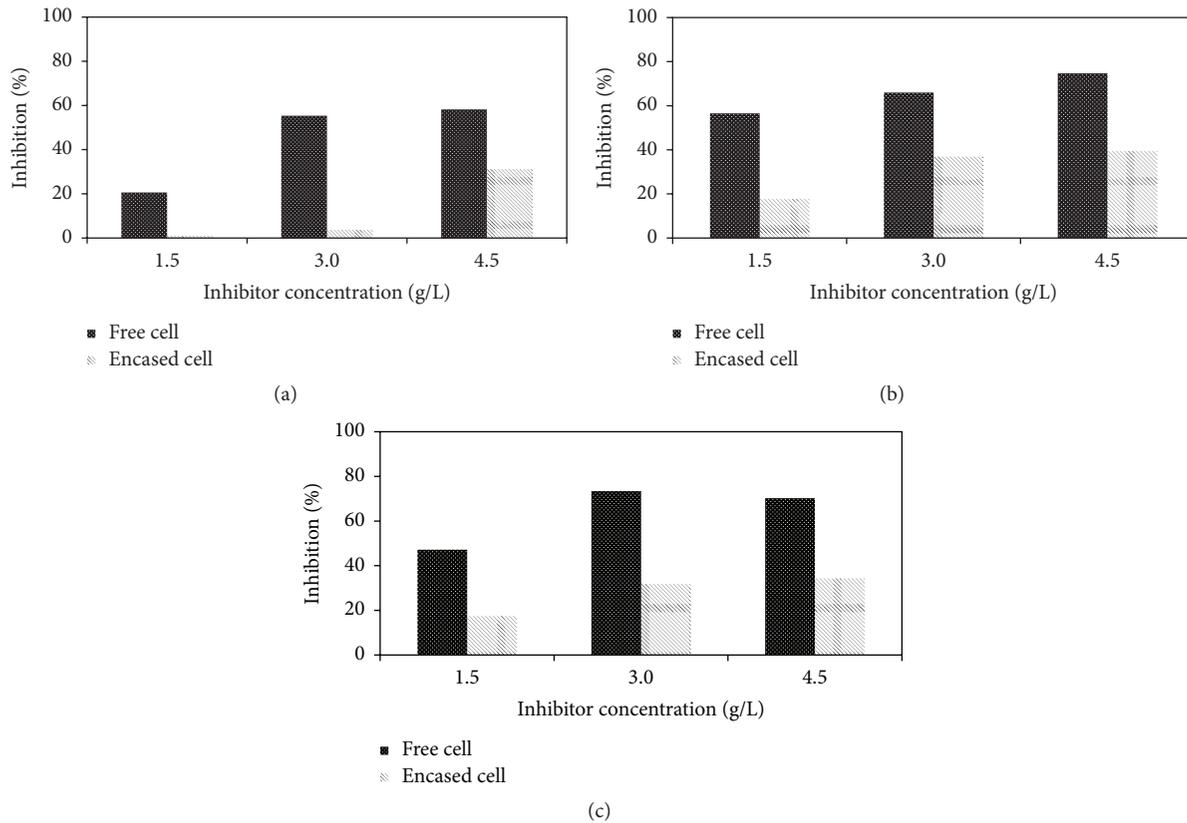 100
80
60
40
20
0
Inhibition (%)
1.5 3.0 4.5
Inhibitor concentration (g/L)
Free cell
Encased cell
(a)
100
80
60
40
20
0
Inhibition (%)
1.5 3.0 4.5
Inhibitor concentration (g/L)
Free cell
Encased cell
(b)
100
80
60
40
20
0
Inhibition (%)
1.5 3.0 4.5
Inhibitor concentration (g/L)
Free cell
Encased cell
(c)